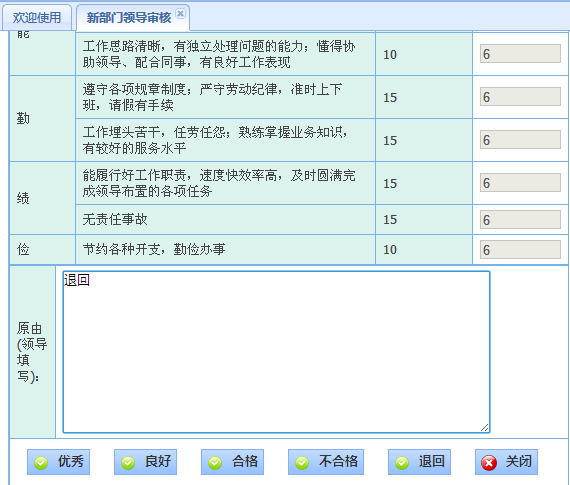 欢迎使用
新部门领导审核
能
工作思路清晰，有独立处理问题的能力；懂得协
助领导、配合同事，有良好工作表现
10
6
勤
遵守各项规章制度；严守劳动纪律，准时上下
班，请假有手续
15
6
工作埋头苦干，任劳任怨；熟练掌握业务知识，
有较好的服务水平
15
6
绩
能履行好工作职责，速度快效率高，及时圆满完
成领导布置的各项任务
15
6
无责任事故
15
6
俭
节约各种开支，勤俭办事
10
6
原由
(领导
填
写)：
退回
优秀
良好
合格
不合格
退回
关闭